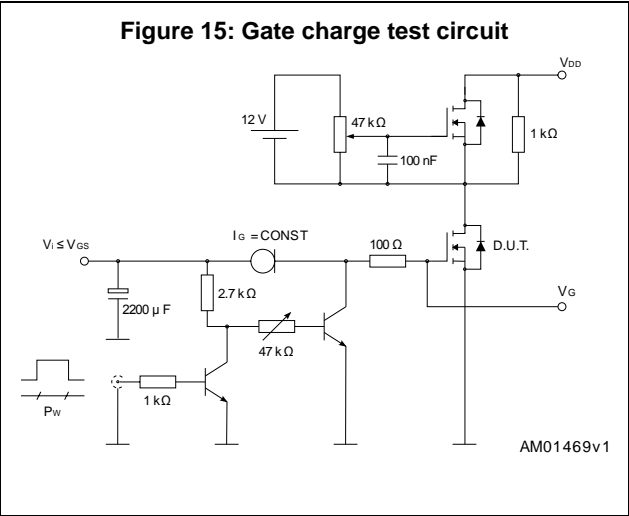 Figure 15: Gate charge test circuit
VDD
12 V
47 kΩ
1 kΩ
100 nF
Vi ≤ VGS
IG = CONST
100 Ω
D.U.T.
2.7 kΩ
VG
2200 µF
47 kΩ
1 kΩ
PW
AM01469v1